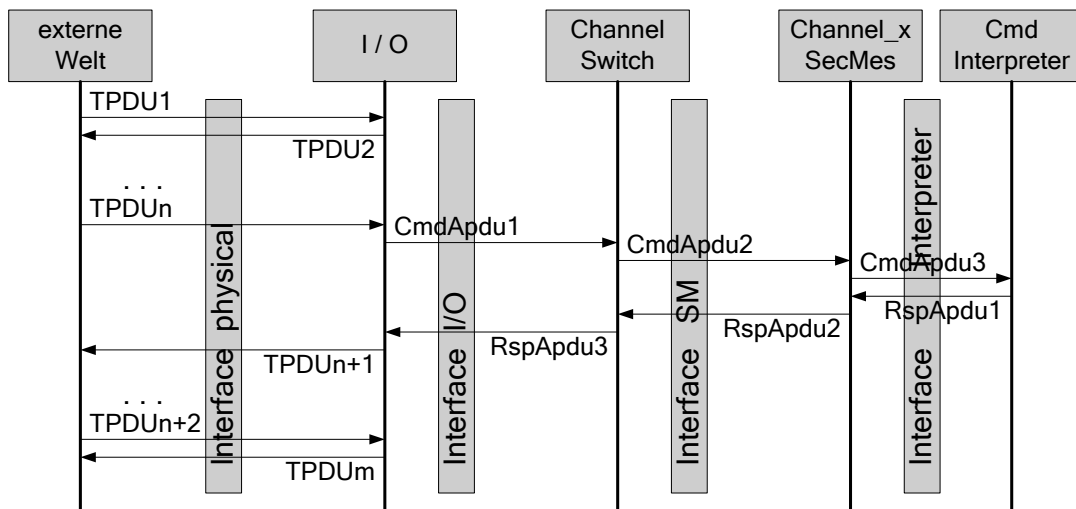 externe
Welt
I / O
Channel
Switch
Channel_x
SecMes
Cmd
Interpreter
TPDU1
TPDU2
. . .
TPDUn
CmdApdu1
CmdApdu2
CmdApdu3
RspApdu1
RspApdu2
RspApdu3
TPDUn+1
. . .
TPDUn+2
TPDUm
Interface physical
Interface I/O
Interface SM
Interface Interpreter